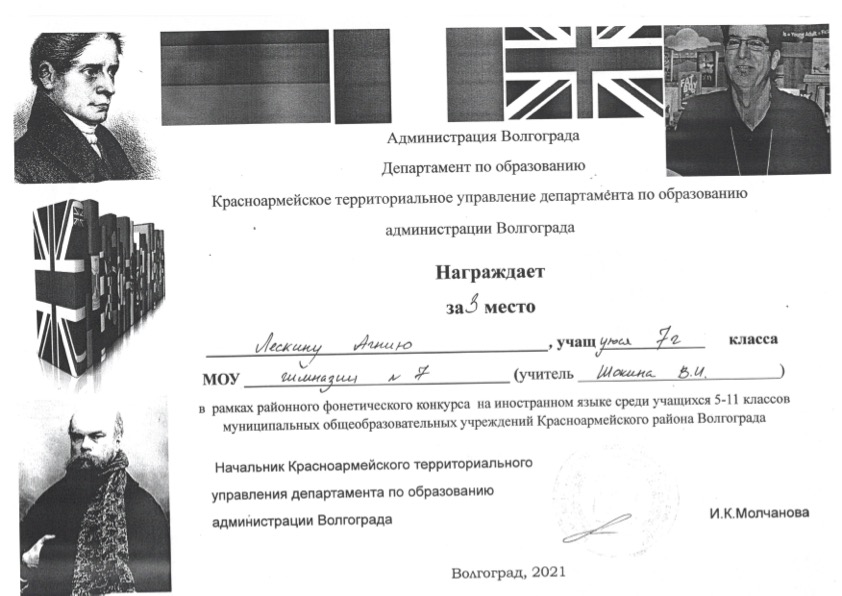 Администрация Волгограда
Департамент по образованию
Красноармейское территориальное управление департамента по образованию
администрации Волгограда
Награждает
за 3 место
Лескину Агнию, учащуюся 7г класса
МОУ гимназии № 7 (учитель Шокина В.И.)
в рамках районного фонетического конкурса на иностранном языке среди учащихся 5-11 классов
муниципальных общеобразовательных учреждений Красноармейского района Волгограда
Начальник Красноармейского территориального
управления департамента по образованию
администрации Волгограда
И.К.Молчанова
Волгоград, 2021